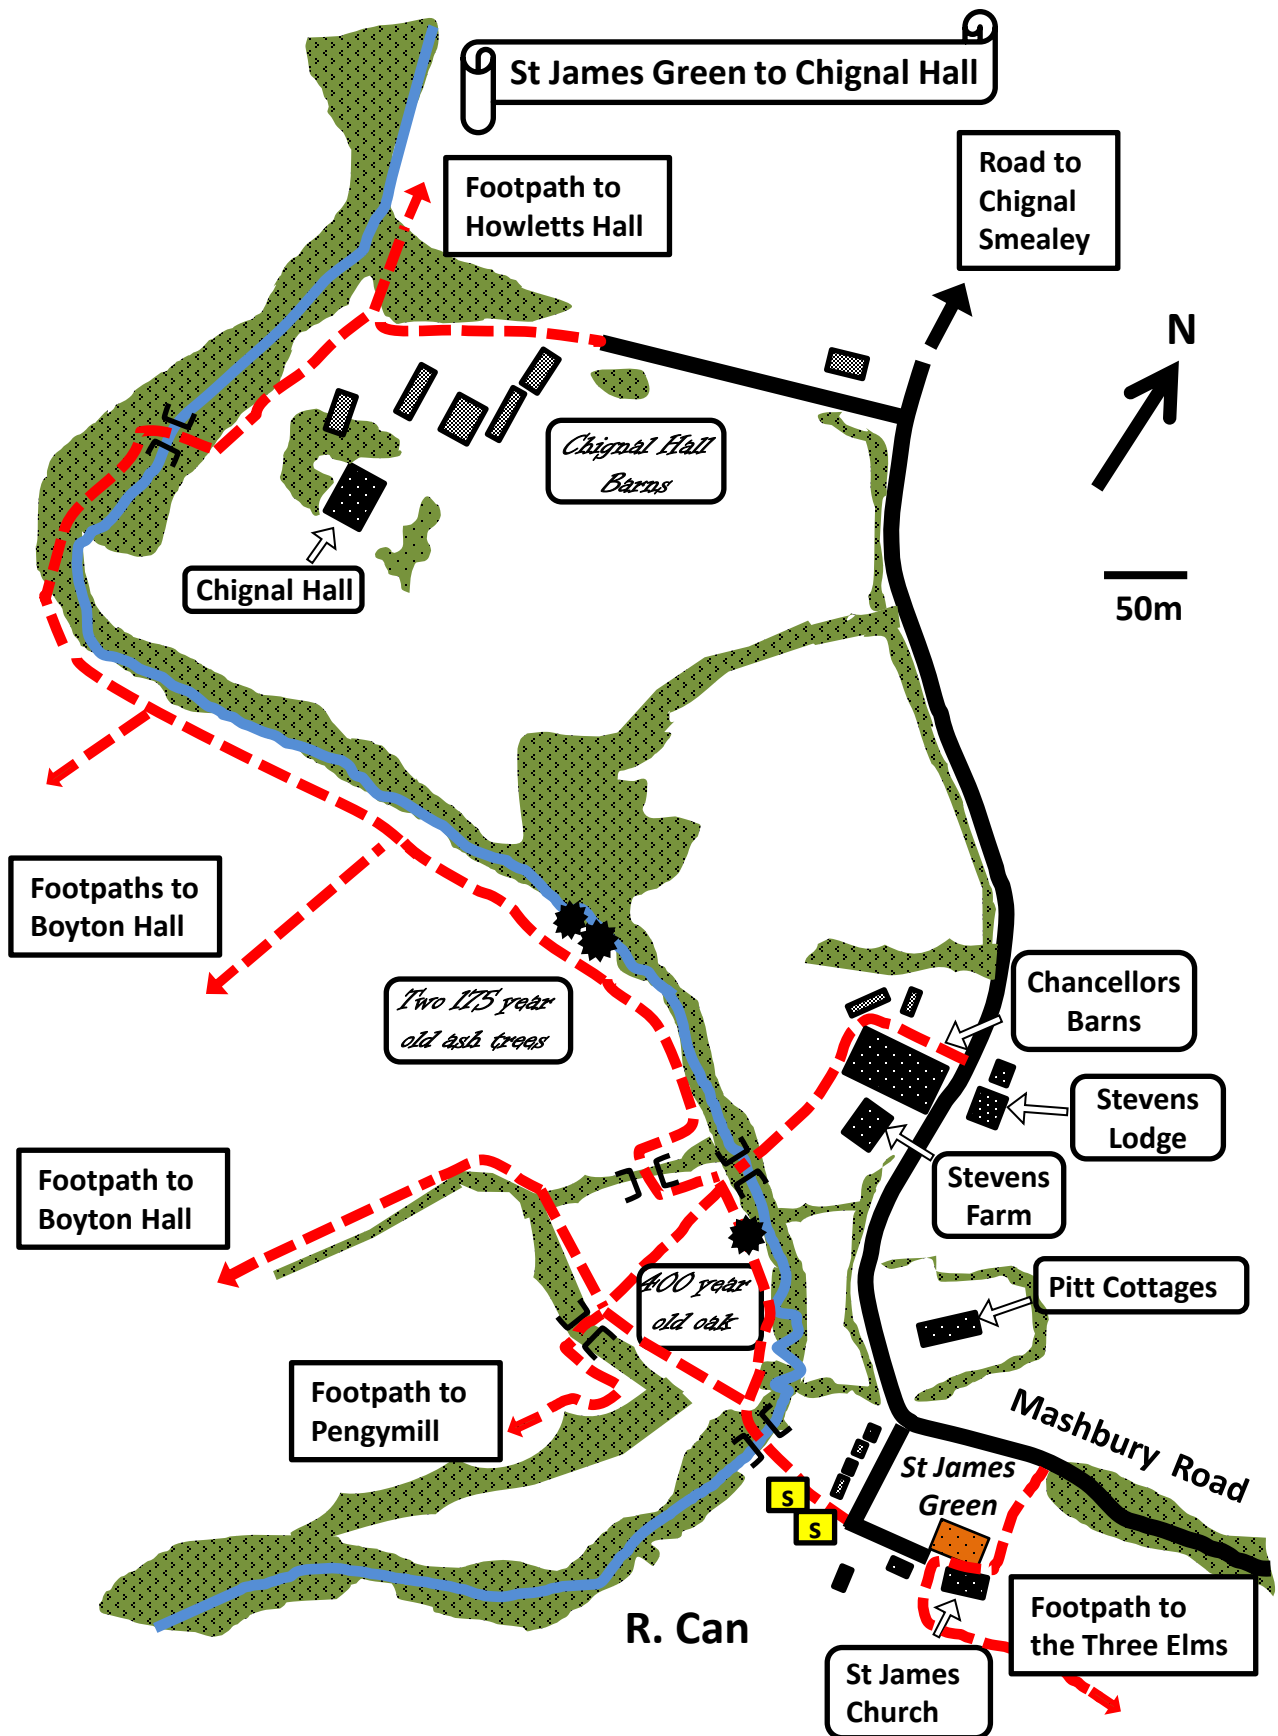 St James Green to Chignal Hall
Footpath to
Howletts Hall
Road to
Chignal
Smealey
N
Chignal Hall
Barns
Chignal Hall
50m
Footpaths to
Boyton Hall
Two 175 year
old ash trees
Chancellors
Barns
Stevens
Lodge
Stevens
Farm
Footpath to
Boyton Hall
400 year
old oak
Pitt Cottages
Footpath to
Pengymill
Mashbury Road
St James
Green
S
S
R. Can
Footpath to
the Three Elms
St James
Church